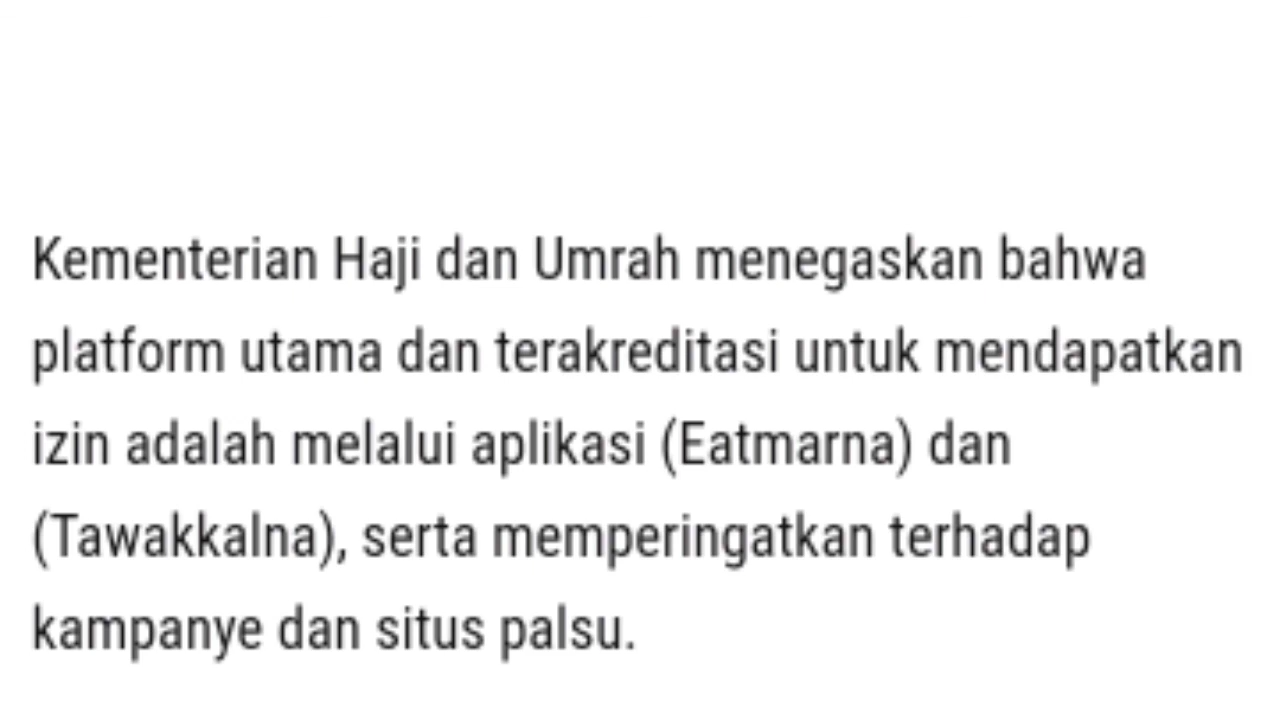 Kementerian Haji dan Umrah menegaskan bahwa
platform utama dan terakreditasi untuk mendapatkan
izin adalah melalui aplikasi (Eatmarna) dan
(Tawakkalna), serta memperingatkan terhadap
kampanye dan situs palsu.